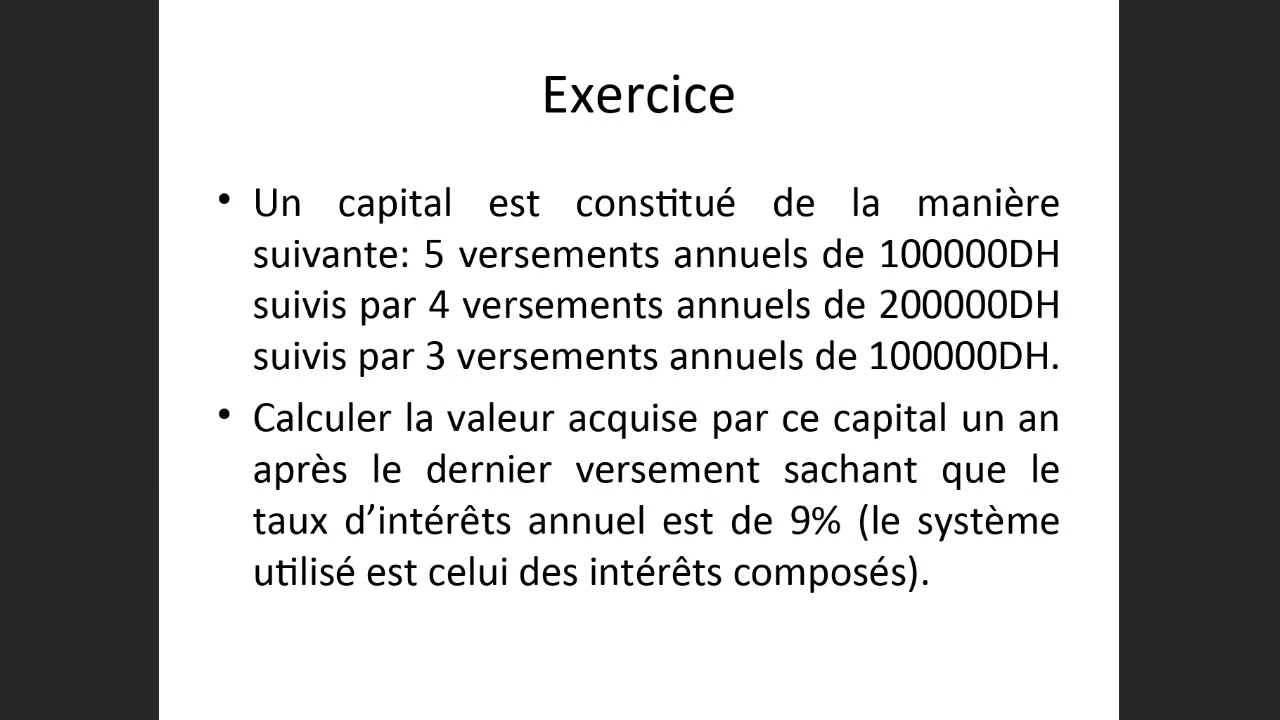 Exercice
• Un capital est constitué de la manière
suivante: 5 versements annuels de 100000DH
suivis par 4 versements annuels de 200000DH
suivis par 3 versements annuels de 100000DH.
• Calculer la valeur acquise par ce capital un an
après le dernier versement sachant que le
taux d’intérêts annuel est de 9% (le système
utilisé est celui des intérêts composés).